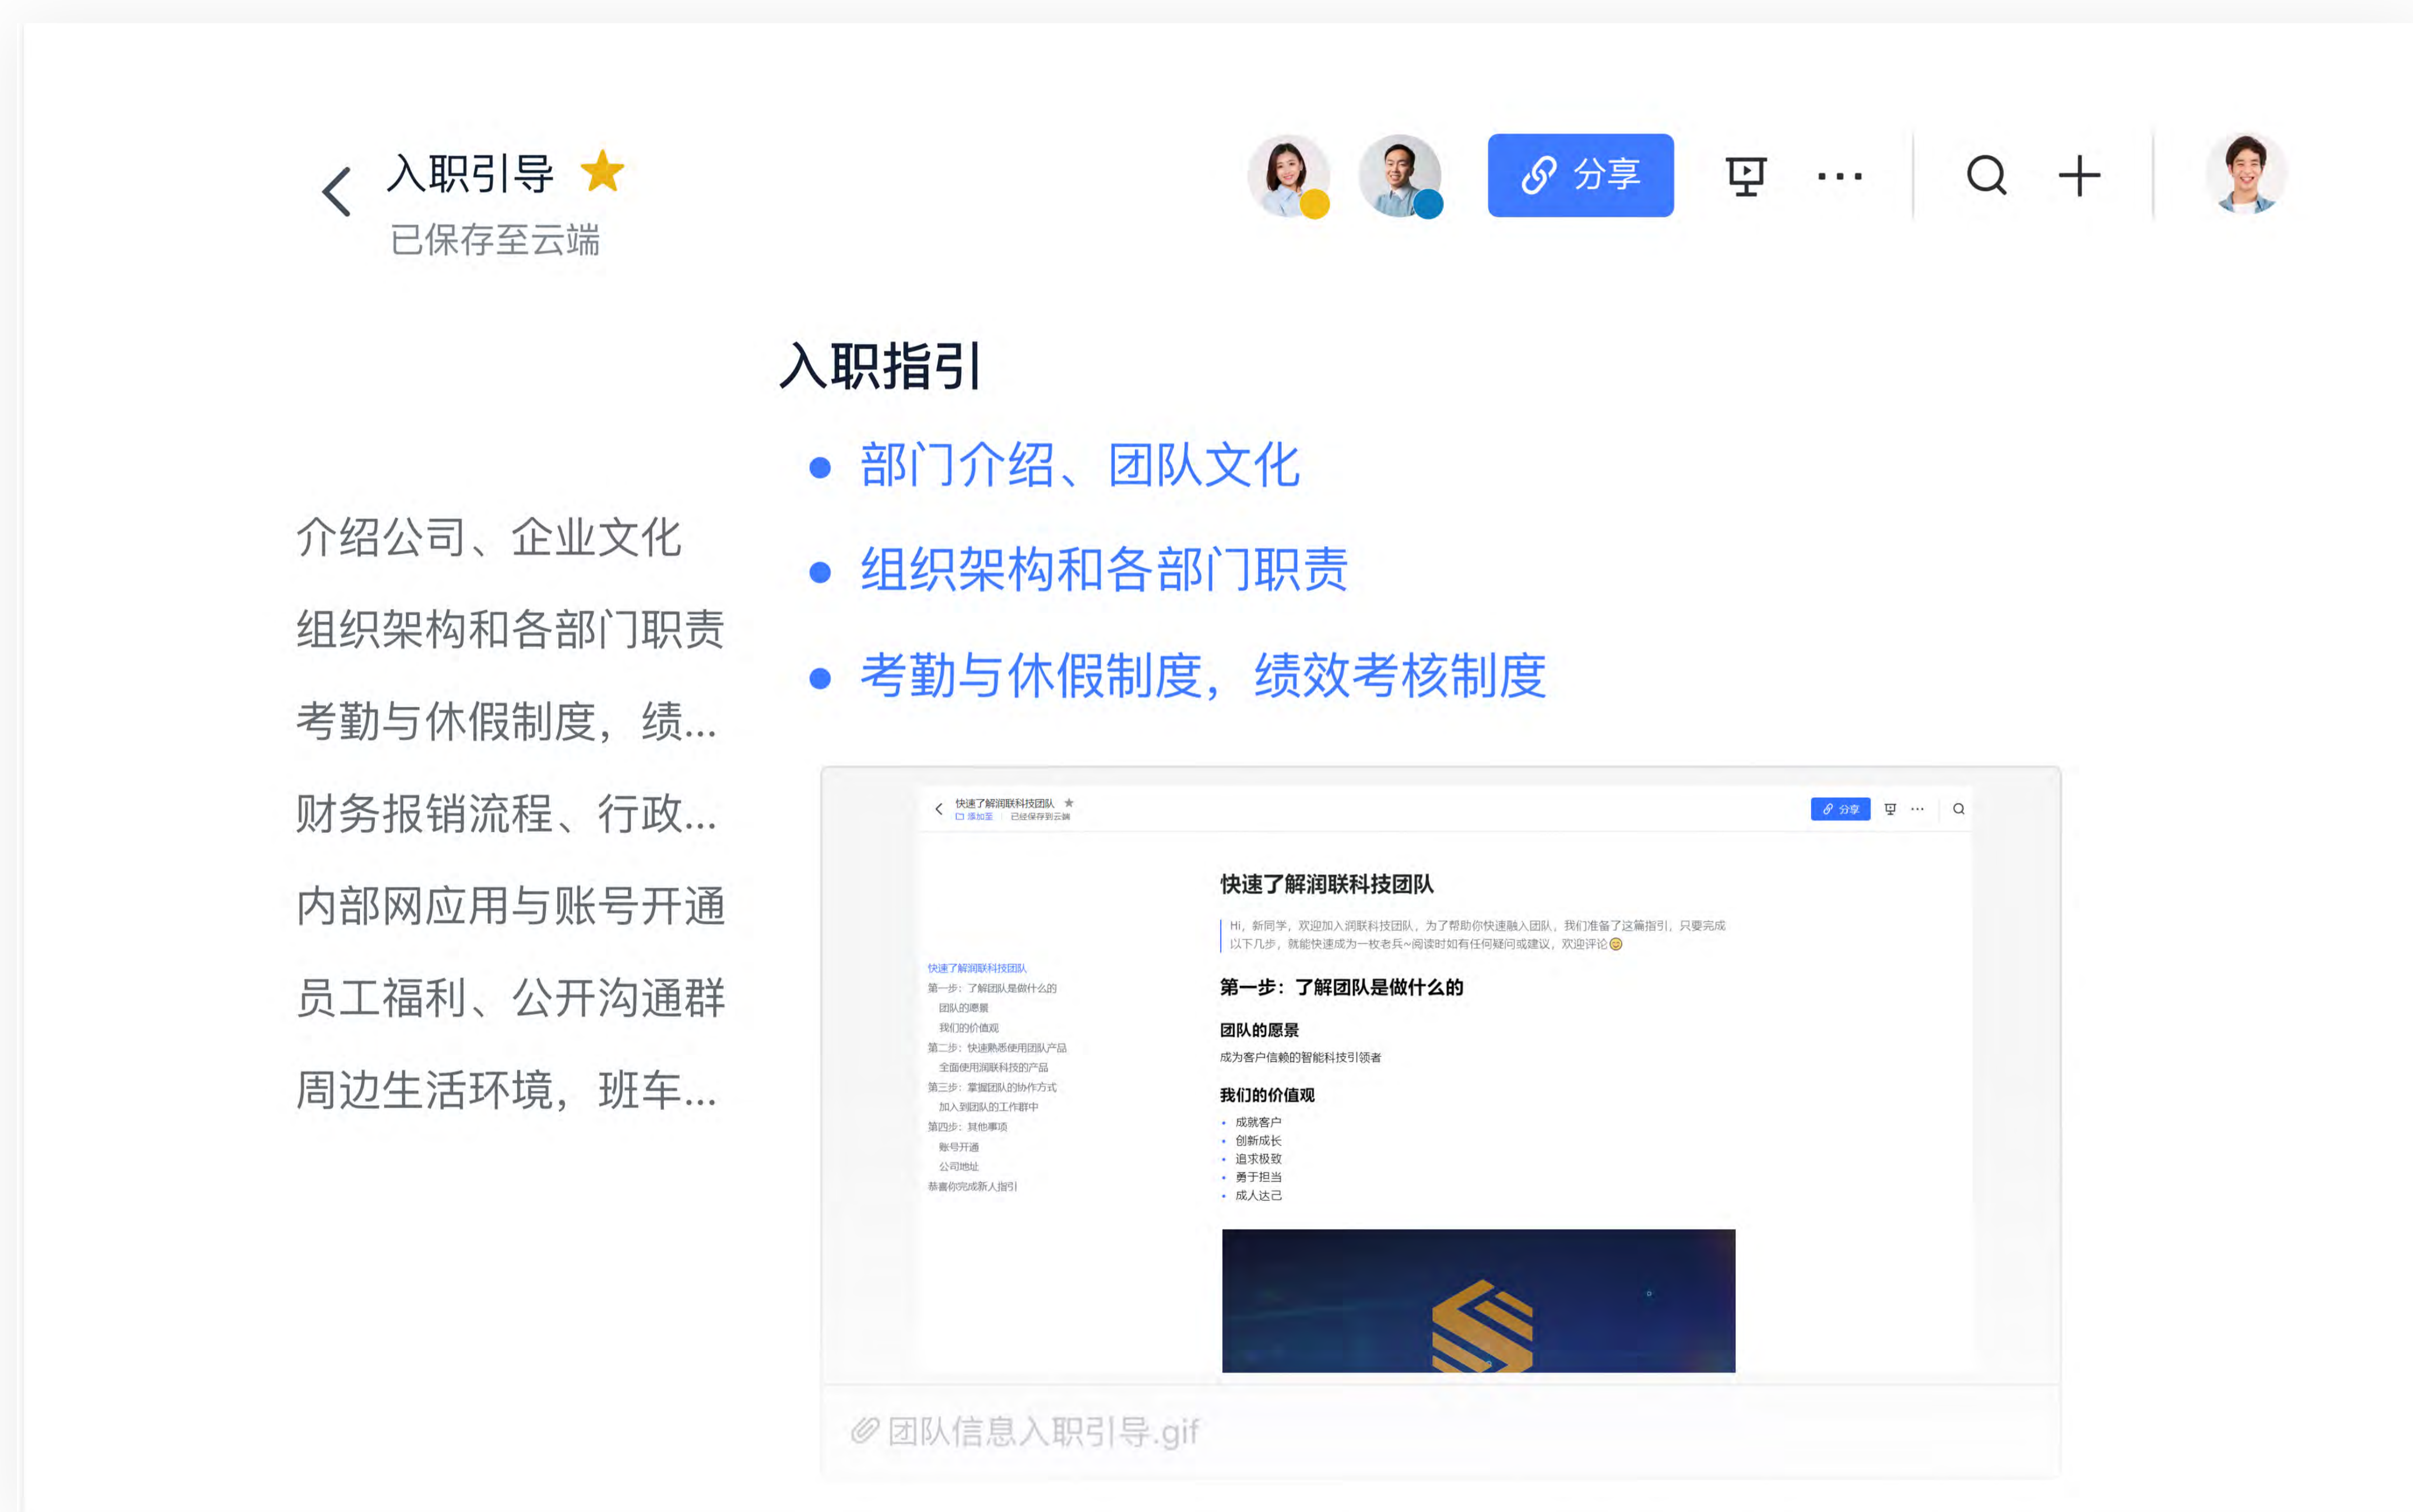 入职引导
已保存至云端
分享
介绍公司、企业文化
组织架构和各部门职责
考勤与休假制度，绩...
财务报销流程、行政...
内部网应用与账号开通
员工福利、公开沟通群
周边生活环境，班车...
入职指引
部门介绍、团队文化
组织架构和各部门职责
考勤与休假制度，绩效考核制度
快速了解润联科技团队
添加至 已经保存到云端
分享
快速了解润联科技团队
第一步：了解团队是做什么的
团队的愿景
我们的价值观
第二步：快速熟悉使用团队产品
全面使用润联科技的产品
第三步：掌握团队的协作方式
加入到团队的工作群中
第四步：其他事项
账号开通
公司地址
恭喜你完成新人指引
快速了解润联科技团队
Hi，新同学，欢迎加入润联科技团队，为了帮助你快速融入团队，我们准备了这篇指引，只要完成
以下几步，就能快速成为一枚老兵~阅读时如有任何疑问或建议，欢迎评论😊
第一步：了解团队是做什么的
团队的愿景
成为客户信赖的智能科技引领者
我们的价值观
成就客户
创新成长
追求极致
勇于担当
成人达己
团队信息入职引导.gif